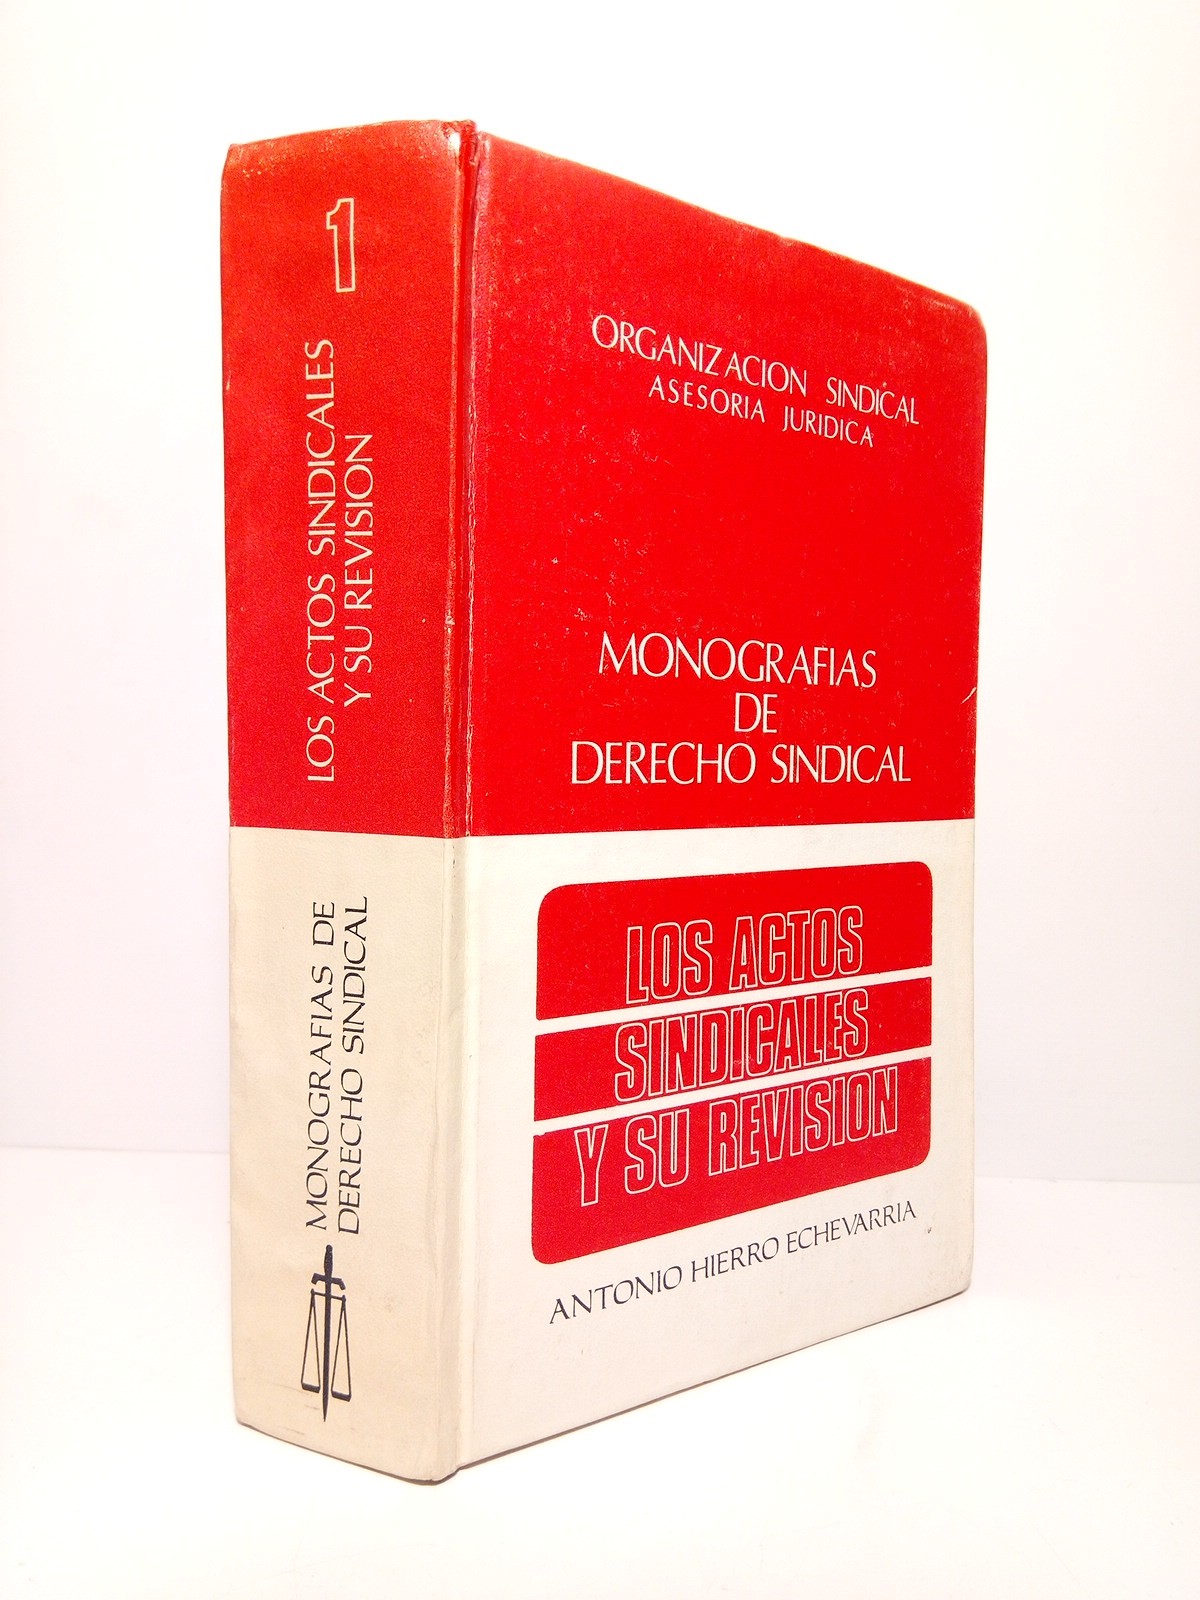 1
LOS ACTOS SINDICALES
Y SU REVISION
MONOGRAFIAS DE
DERECHO SINDICAL
ORGANIZACION SINDICAL
ASESORIA JURIDICA
MONOGRAFIAS
DE
DERECHO SINDICAL
LOS ACTOS
SINDICALES
Y SU REVISION
ANTONIO HIERRO ECHEVARRIA